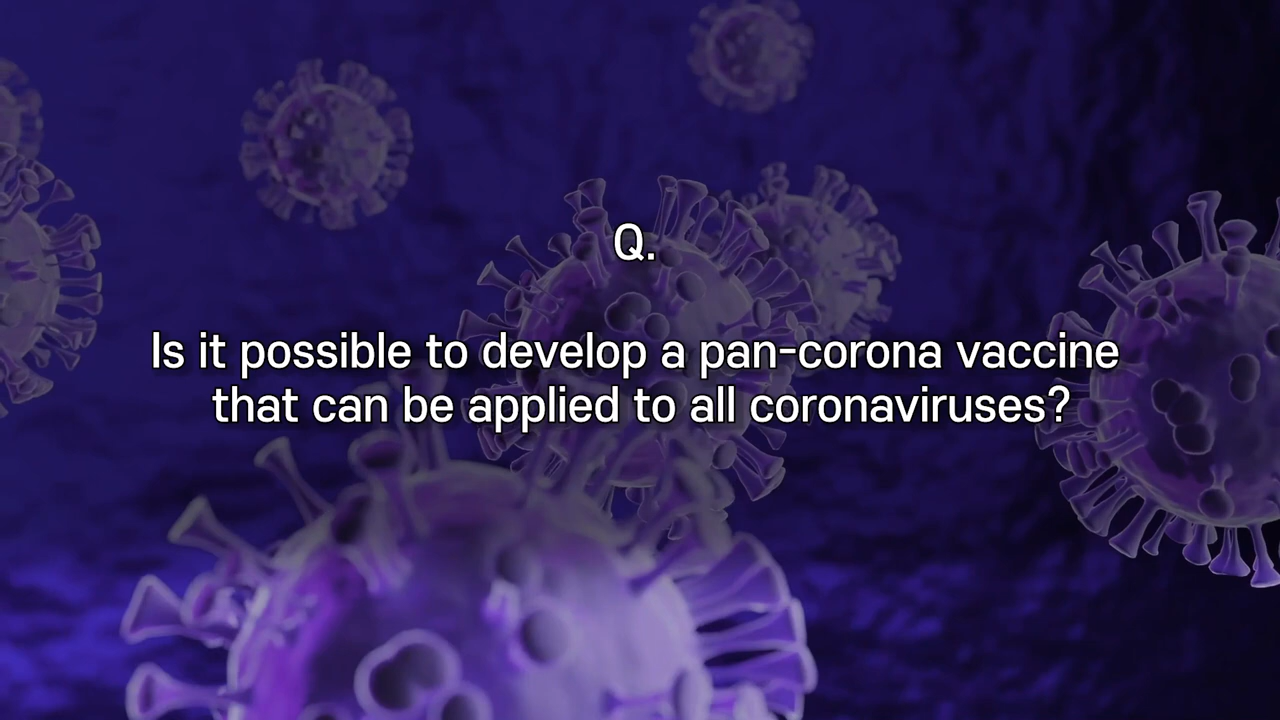 Q.
Is it possible to develop a pan-corona vaccine
that can be applied to all coronaviruses?